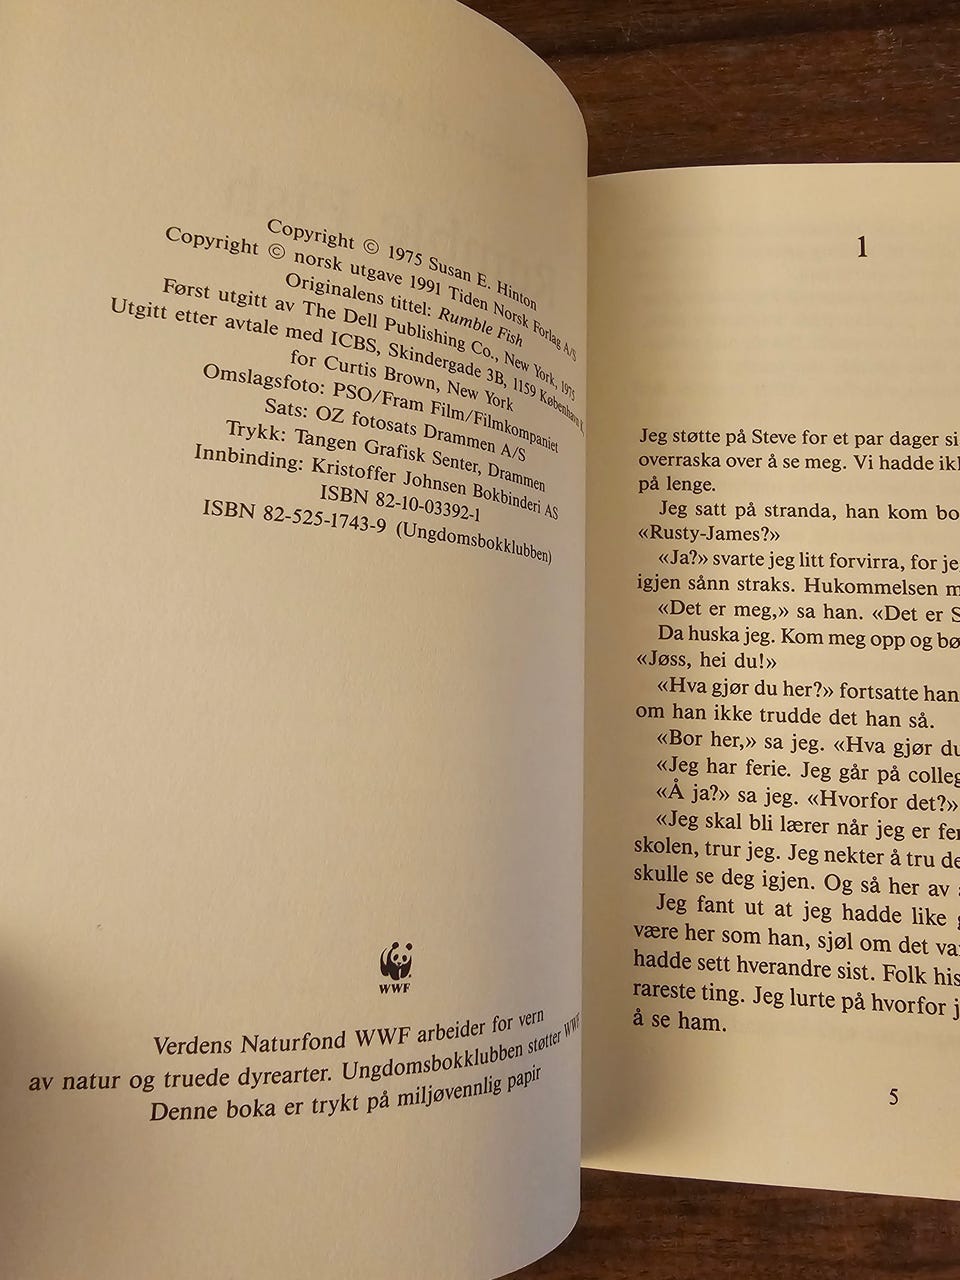 Copyright © 1975 Susan E. Hinton
Copyright © norsk utgave 1991 Tiden Norsk Forlag A/S
Originalens tittel: Rumble Fish
Først utgitt av The Dell Publishing Co., New York, 1975
Utgitt etter avtale med ICBS, Skindergade 3B, 1159 København K,
for Curtis Brown, New York
Omslagsfoto: PSO/Fram Film/Filmkompaniet
Sats: OZ fotosats Drammen A/S
Trykk: Tangen Grafisk Senter, Drammen
Innbinding: Kristoffer Johnsen Bokbinderi AS
ISBN 82-10-03392-1
ISBN 82-525-1743-9 (Ungdomsbokklubben)
WWF
Verdens Naturfond WWF arbeider for vern
av natur og truede dyrearter. Ungdomsbokklubben støtter WWF
Denne boka er trykt på miljøvennlig papir
1
Jeg støtte på Steve for et par dager si
overraska over å se meg. Vi hadde ik
på lenge.
Jeg satt på stranda, han kom bo
«Rusty-James?»
«Ja?» svarte jeg litt forvirra, for je
igjen sånn straks. Hukommelsen m
«Det er meg,» sa han. «Det er S
Da huska jeg. Kom meg opp og bø
«Jøss, hei du!»
«Hva gjør du her?» fortsatte han
om han ikke trudde det han så.
«Bor her,» sa jeg. «Hva gjør du
«Jeg har ferie. Jeg går på colleg
«Å ja?» sa jeg. «Hvorfor det?»
«Jeg skal bli lærer når jeg er fer
skolen, trur jeg. Jeg nekter å tru de
skulle se deg igjen. Og så her av
Jeg fant ut at jeg hadde like g
være her som han, sjøl om det va
hadde sett hverandre sist. Folk his
rareste ting. Jeg lurte på hvorfor j
å se ham.
5